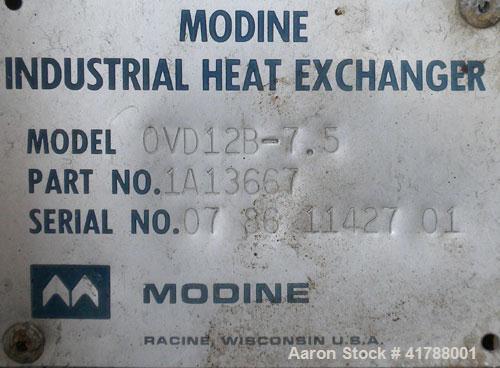 MODINE
INDUSTRIAL HEAT EXCHANGER
MODEL OVD12B-7.5
PART NO. 1A13667
SERIAL NO. 07 86 11427 01
MODINE
RACINE, WISCONSIN U.S.A.
Aaron Stock # 41788001